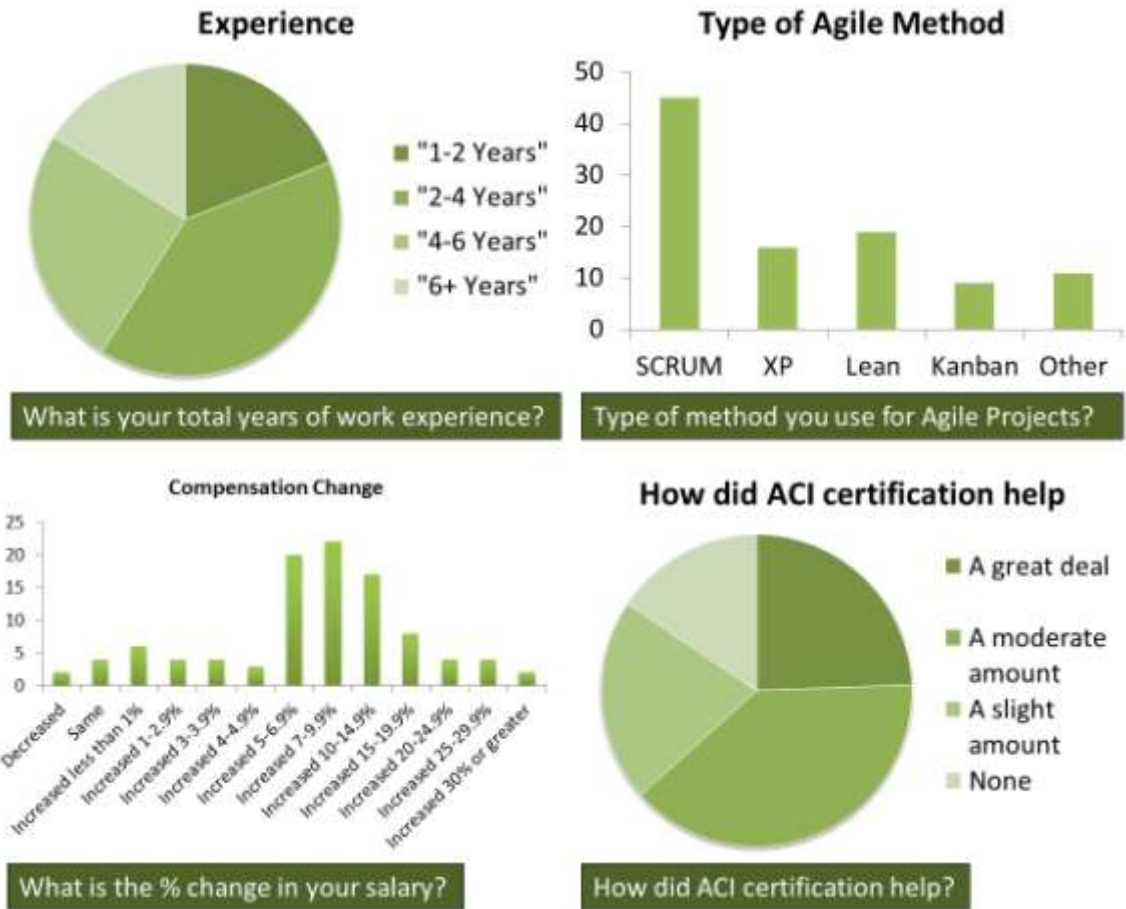 Experience
"1-2 Years"
"2-4 Years"
"4-6 Years"
"6+ Years"
What is your total years of work experience?
Type of Agile Method
50
40
30
20
10
0
SCRUM XP Lean Kanban Other
Type of method you use for Agile Projects?
Compensation Change
25
20
15
10
5
0
Decreased
Same
Increased less than 1%
Increased 1-2.9%
Increased 3-3.9%
Increased 4-4.9%
Increased 5-6.9%
Increased 7-9.9%
Increased 10-14.9%
Increased 15-19.9%
Increased 20-24.9%
Increased 25-29.9%
Increased 30% or greater
What is the % change in your salary?
How did ACI certification help
A great deal
A moderate
amount
A slight
amount
None
How did ACI certification help?